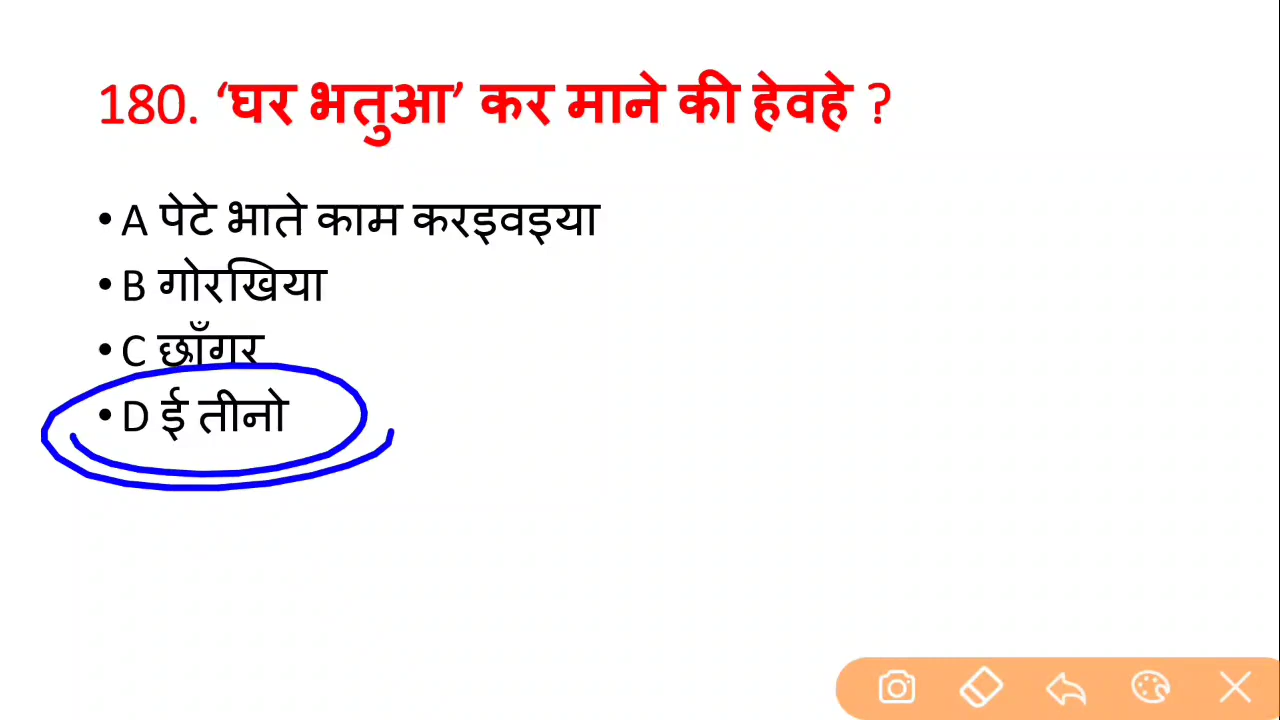 180. ‘घर भतुआ’ कर माने की हेवहे ?
• A पेटे भाते काम करइवइया
• B गोरखिया
• C छाँगर
• D ई तीनो